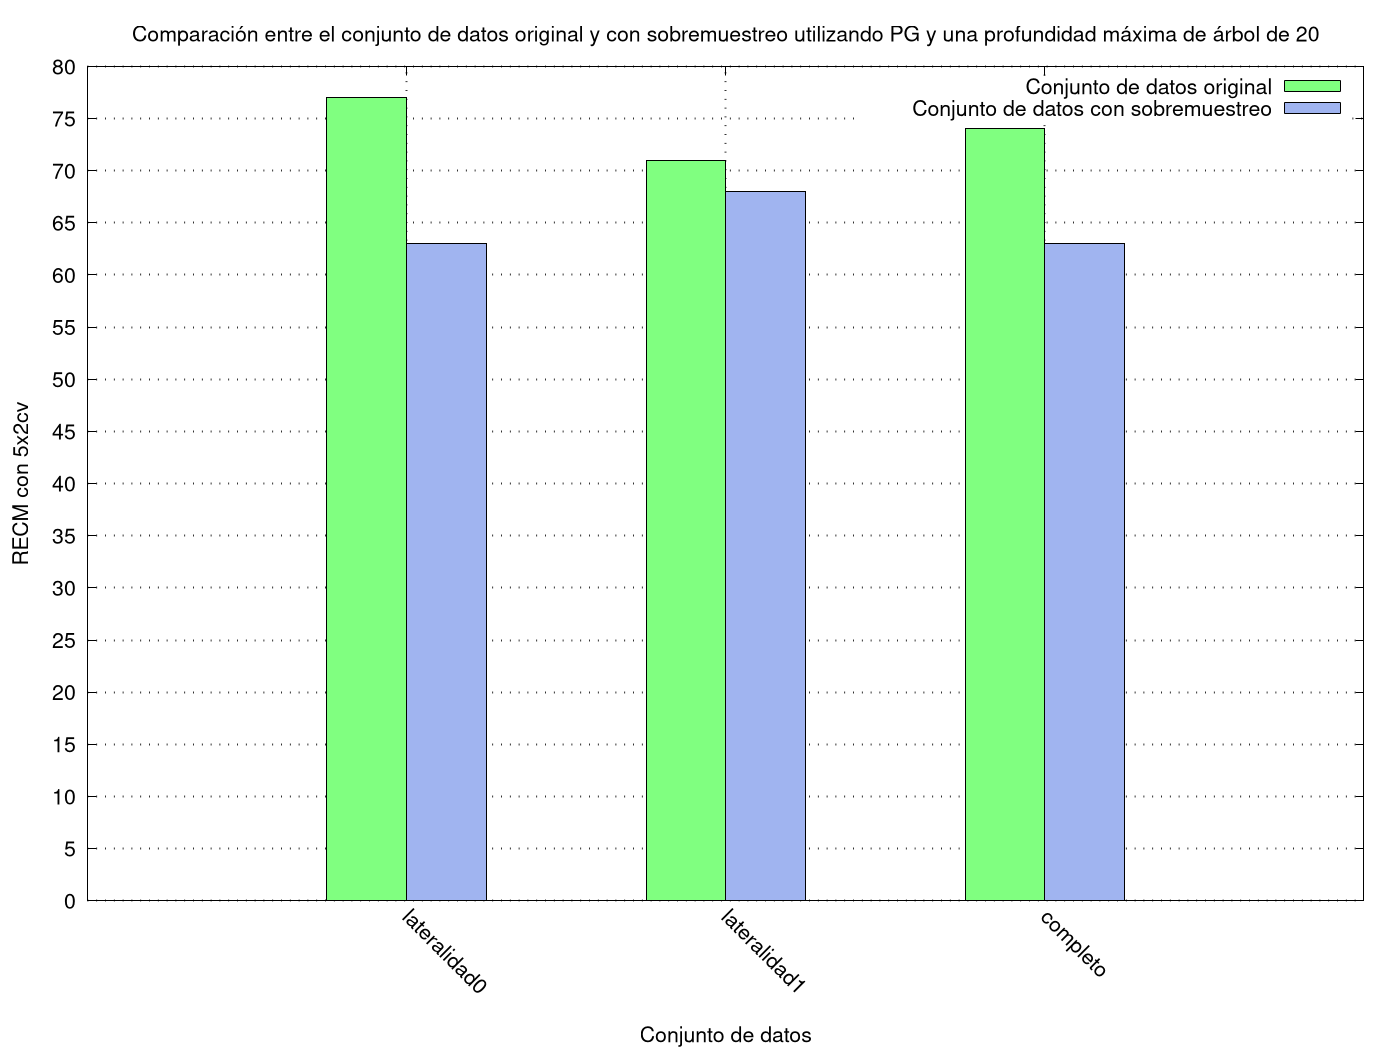 Comparación entre el conjunto de datos original y con sobremuestreo utilizando PG y una profundidad máxima de árbol de 20
Conjunto de datos original
Conjunto de datos con sobremuestreo
80
75
70
65
60
55
50
45
40
35
30
25
20
15
10
5
0
RECM con 5x2cv
lateralidad0
lateralidad1
completo
Conjunto de datos